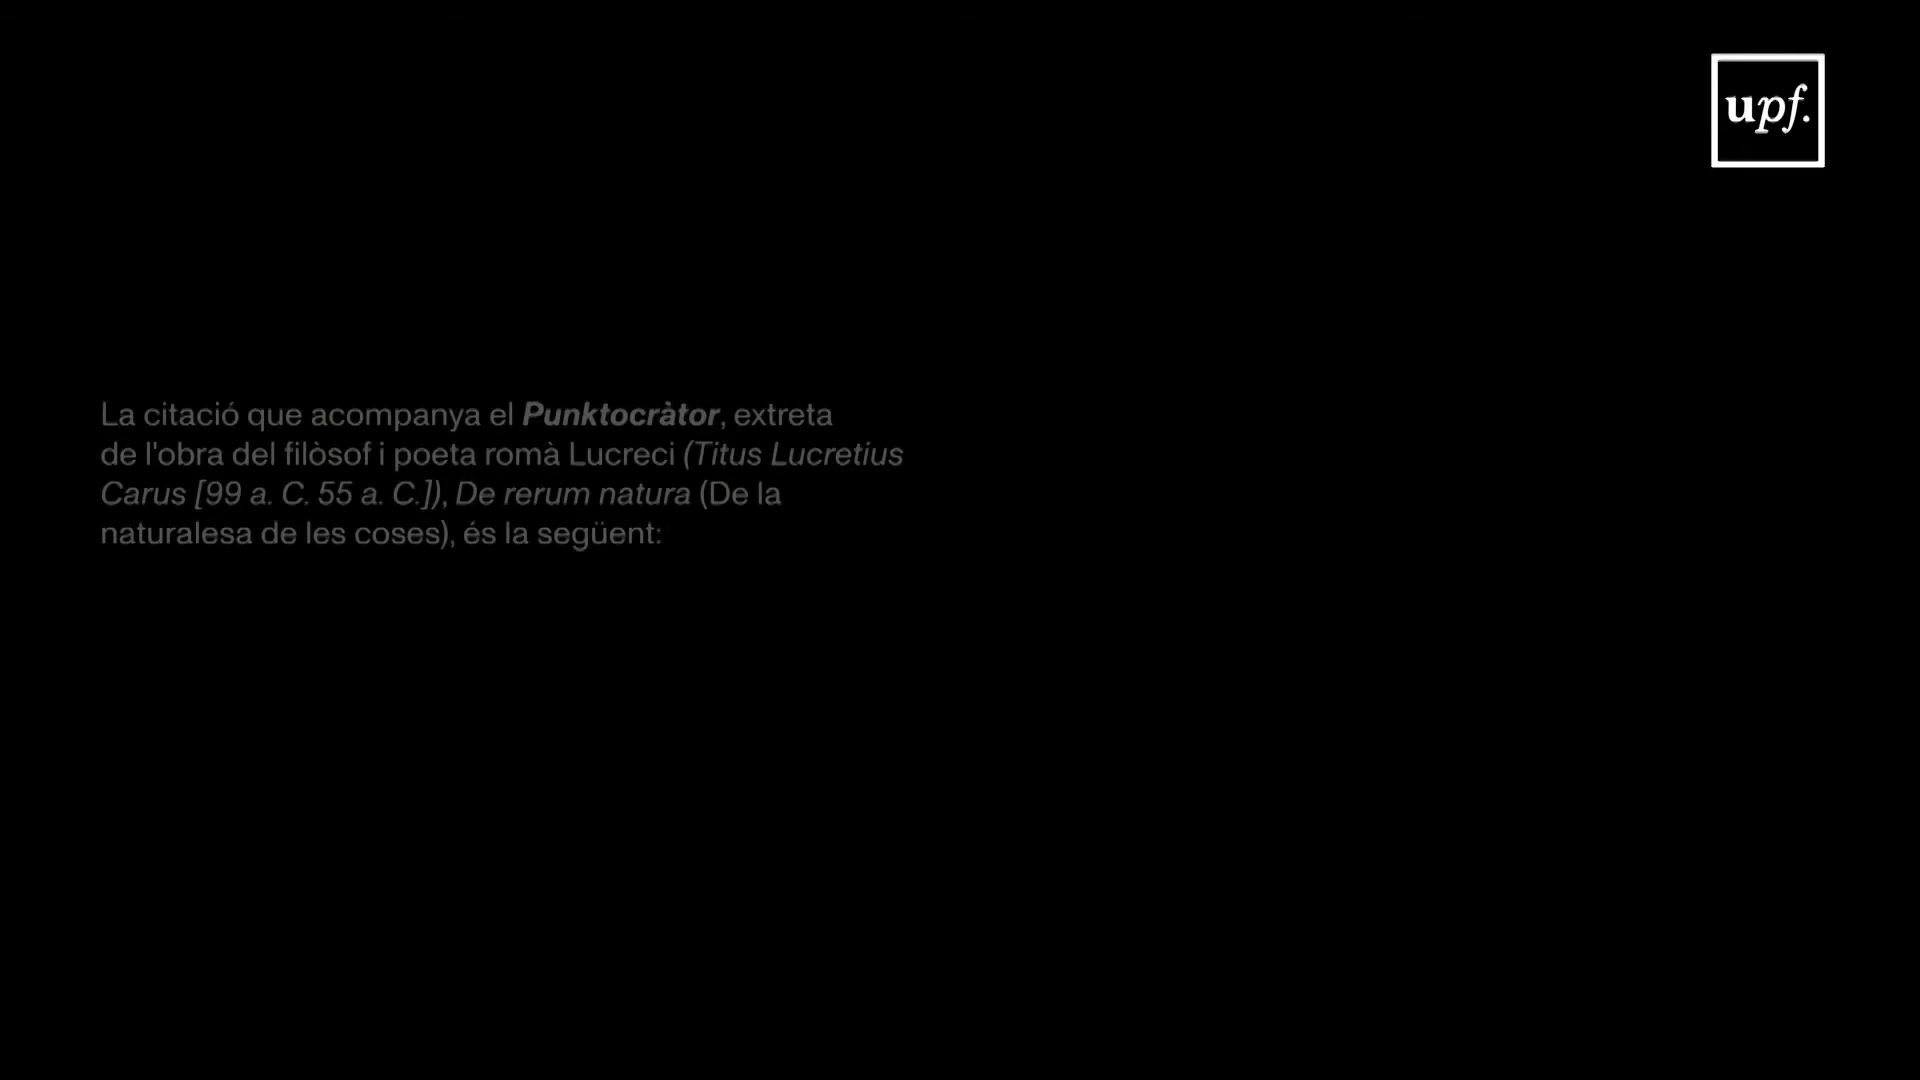 upf.
La citació que acompanya el Punktocràtor, extreta
de l'obra del filòsof i poeta romà Lucreci (Titus Lucretius
Carus [99 a. C. 55 a. C.]), De rerum natura (De la
naturalesa de les coses), és la següent: